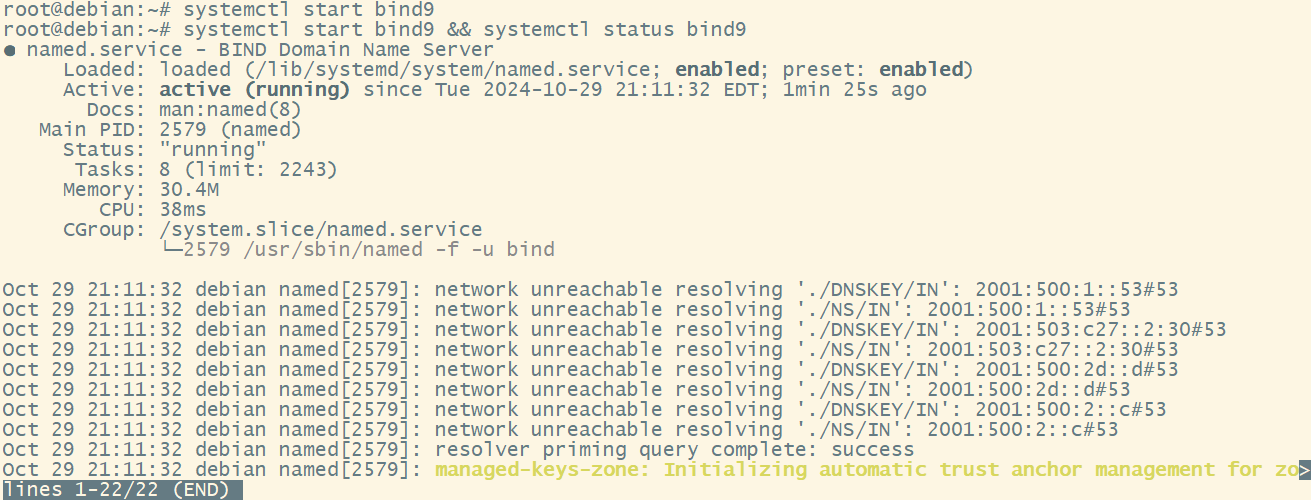 root@debian:~# systemctl start bind9
root@debian:~# systemctl start bind9 && systemctl status bind9
● named.service - BIND Domain Name Server
     Loaded: loaded (/lib/systemd/system/named.service; enabled; preset: enabled)
     Active: active (running) since Tue 2024-10-29 21:11:32 EDT; 1min 25s ago
       Docs: man:named(8)
   Main PID: 2579 (named)
     Status: "running"
      Tasks: 8 (limit: 2243)
     Memory: 30.4M
        CPU: 38ms
     CGroup: /system.slice/named.service
             └─2579 /usr/sbin/named -f -u bind
Oct 29 21:11:32 debian named[2579]: network unreachable resolving './DNSKEY/IN': 2001:500:1::53#53
Oct 29 21:11:32 debian named[2579]: network unreachable resolving './NS/IN': 2001:500:1::53#53
Oct 29 21:11:32 debian named[2579]: network unreachable resolving './DNSKEY/IN': 2001:503:c27::2:30#53
Oct 29 21:11:32 debian named[2579]: network unreachable resolving './NS/IN': 2001:503:c27::2:30#53
Oct 29 21:11:32 debian named[2579]: network unreachable resolving './DNSKEY/IN': 2001:500:2d::d#53
Oct 29 21:11:32 debian named[2579]: network unreachable resolving './NS/IN': 2001:500:2d::d#53
Oct 29 21:11:32 debian named[2579]: network unreachable resolving './DNSKEY/IN': 2001:500:2::c#53
Oct 29 21:11:32 debian named[2579]: network unreachable resolving './NS/IN': 2001:500:2::c#53
Oct 29 21:11:32 debian named[2579]: resolver priming query complete: success
Oct 29 21:11:32 debian named[2579]: managed-keys-zone: Initializing automatic trust anchor management for zo>
lines 1-22/22 (END)